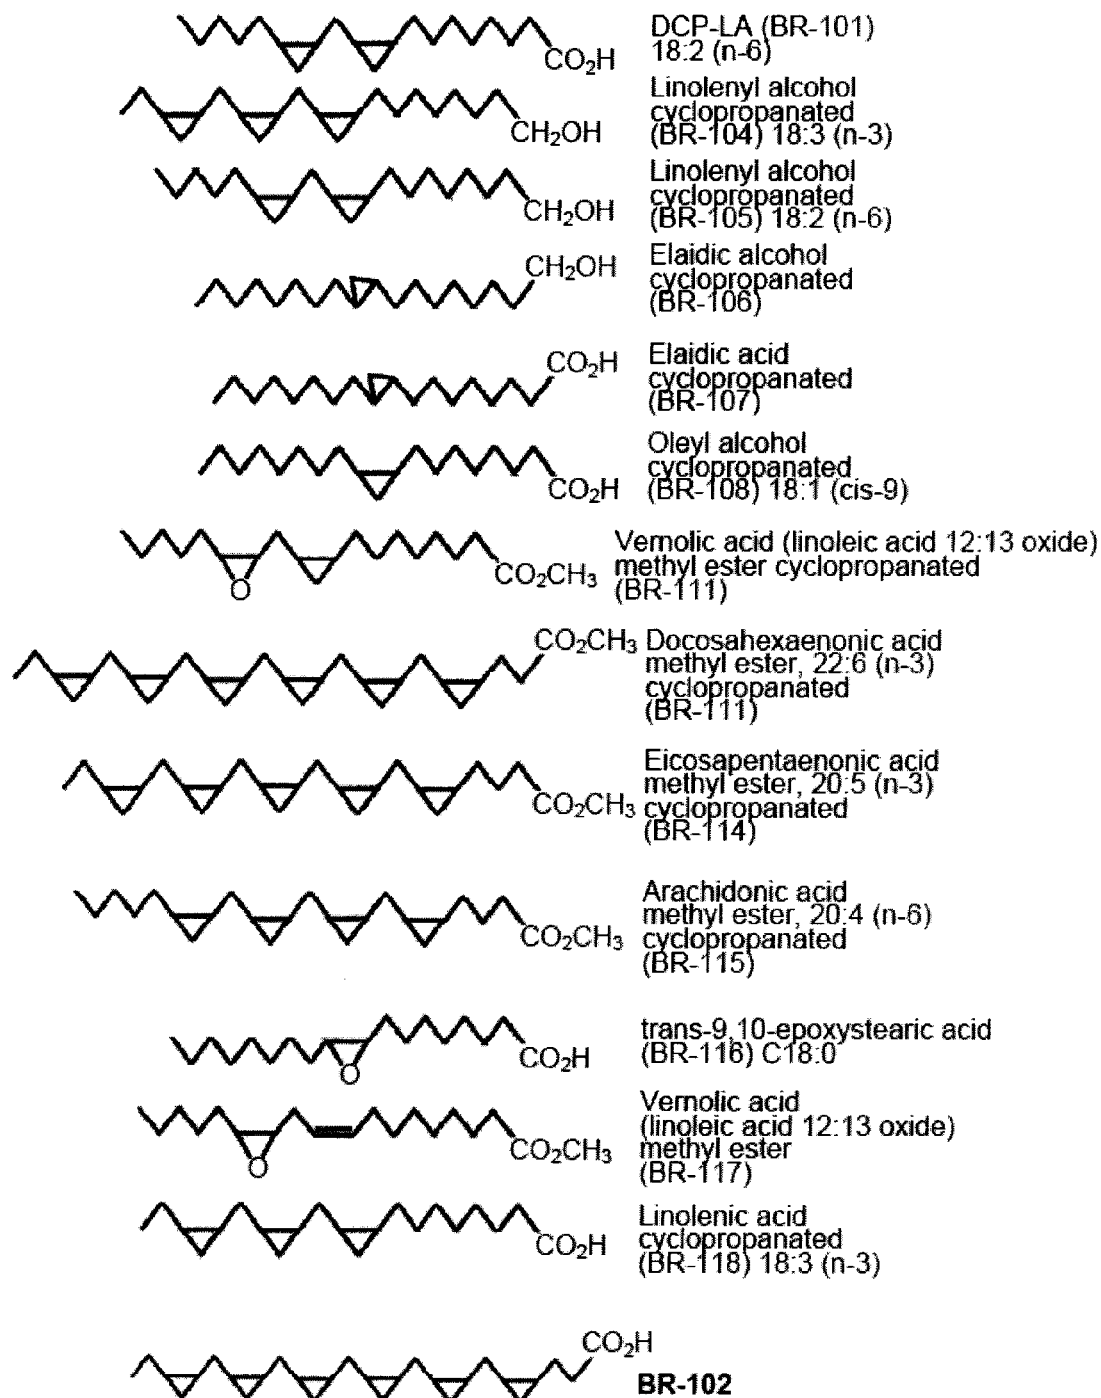 DCP-LA (BR-101)
18:2 (n-6)
CO₂H
Linolenyl alcohol
cyclopropanated
(BR-104) 18:3 (n-3)
CH₂OH
Linolenyl alcohol
cyclopropanated
(BR-105) 18:2 (n-6)
CH₂OH
Elaidic alcohol
cyclopropanated
(BR-106)
CH₂OH
Elaidic acid
cyclopropanated
(BR-107)
CO₂H
Oleyl alcohol
cyclopropanated
(BR-108) 18:1 (cis-9)
CO₂H
Vernolic acid (linoleic acid 12:13 oxide)
methyl ester cyclopropanated
(BR-111)
O
CO₂CH₃
CO₂CH₃ Docosahexaenonic acid
methyl ester, 22:6 (n-3)
cyclopropanated
(BR-111)
Eicosapentaenonic acid
methyl ester, 20:5 (n-3)
CO₂CH₃ cyclopropanated
(BR-114)
Arachidonic acid
methyl ester, 20:4 (n-6)
CO₂CH₃ cyclopropanated
(BR-115)
trans-9,10-epoxystearic acid
(BR-116) C18:0
CO₂H
O
Vernolic acid
(linoleic acid 12:13 oxide)
methyl ester
(BR-117)
CO₂CH₃
O
Linolenic acid
cyclopropanated
(BR-118) 18:3 (n-3)
CO₂H
CO₂H
BR-102